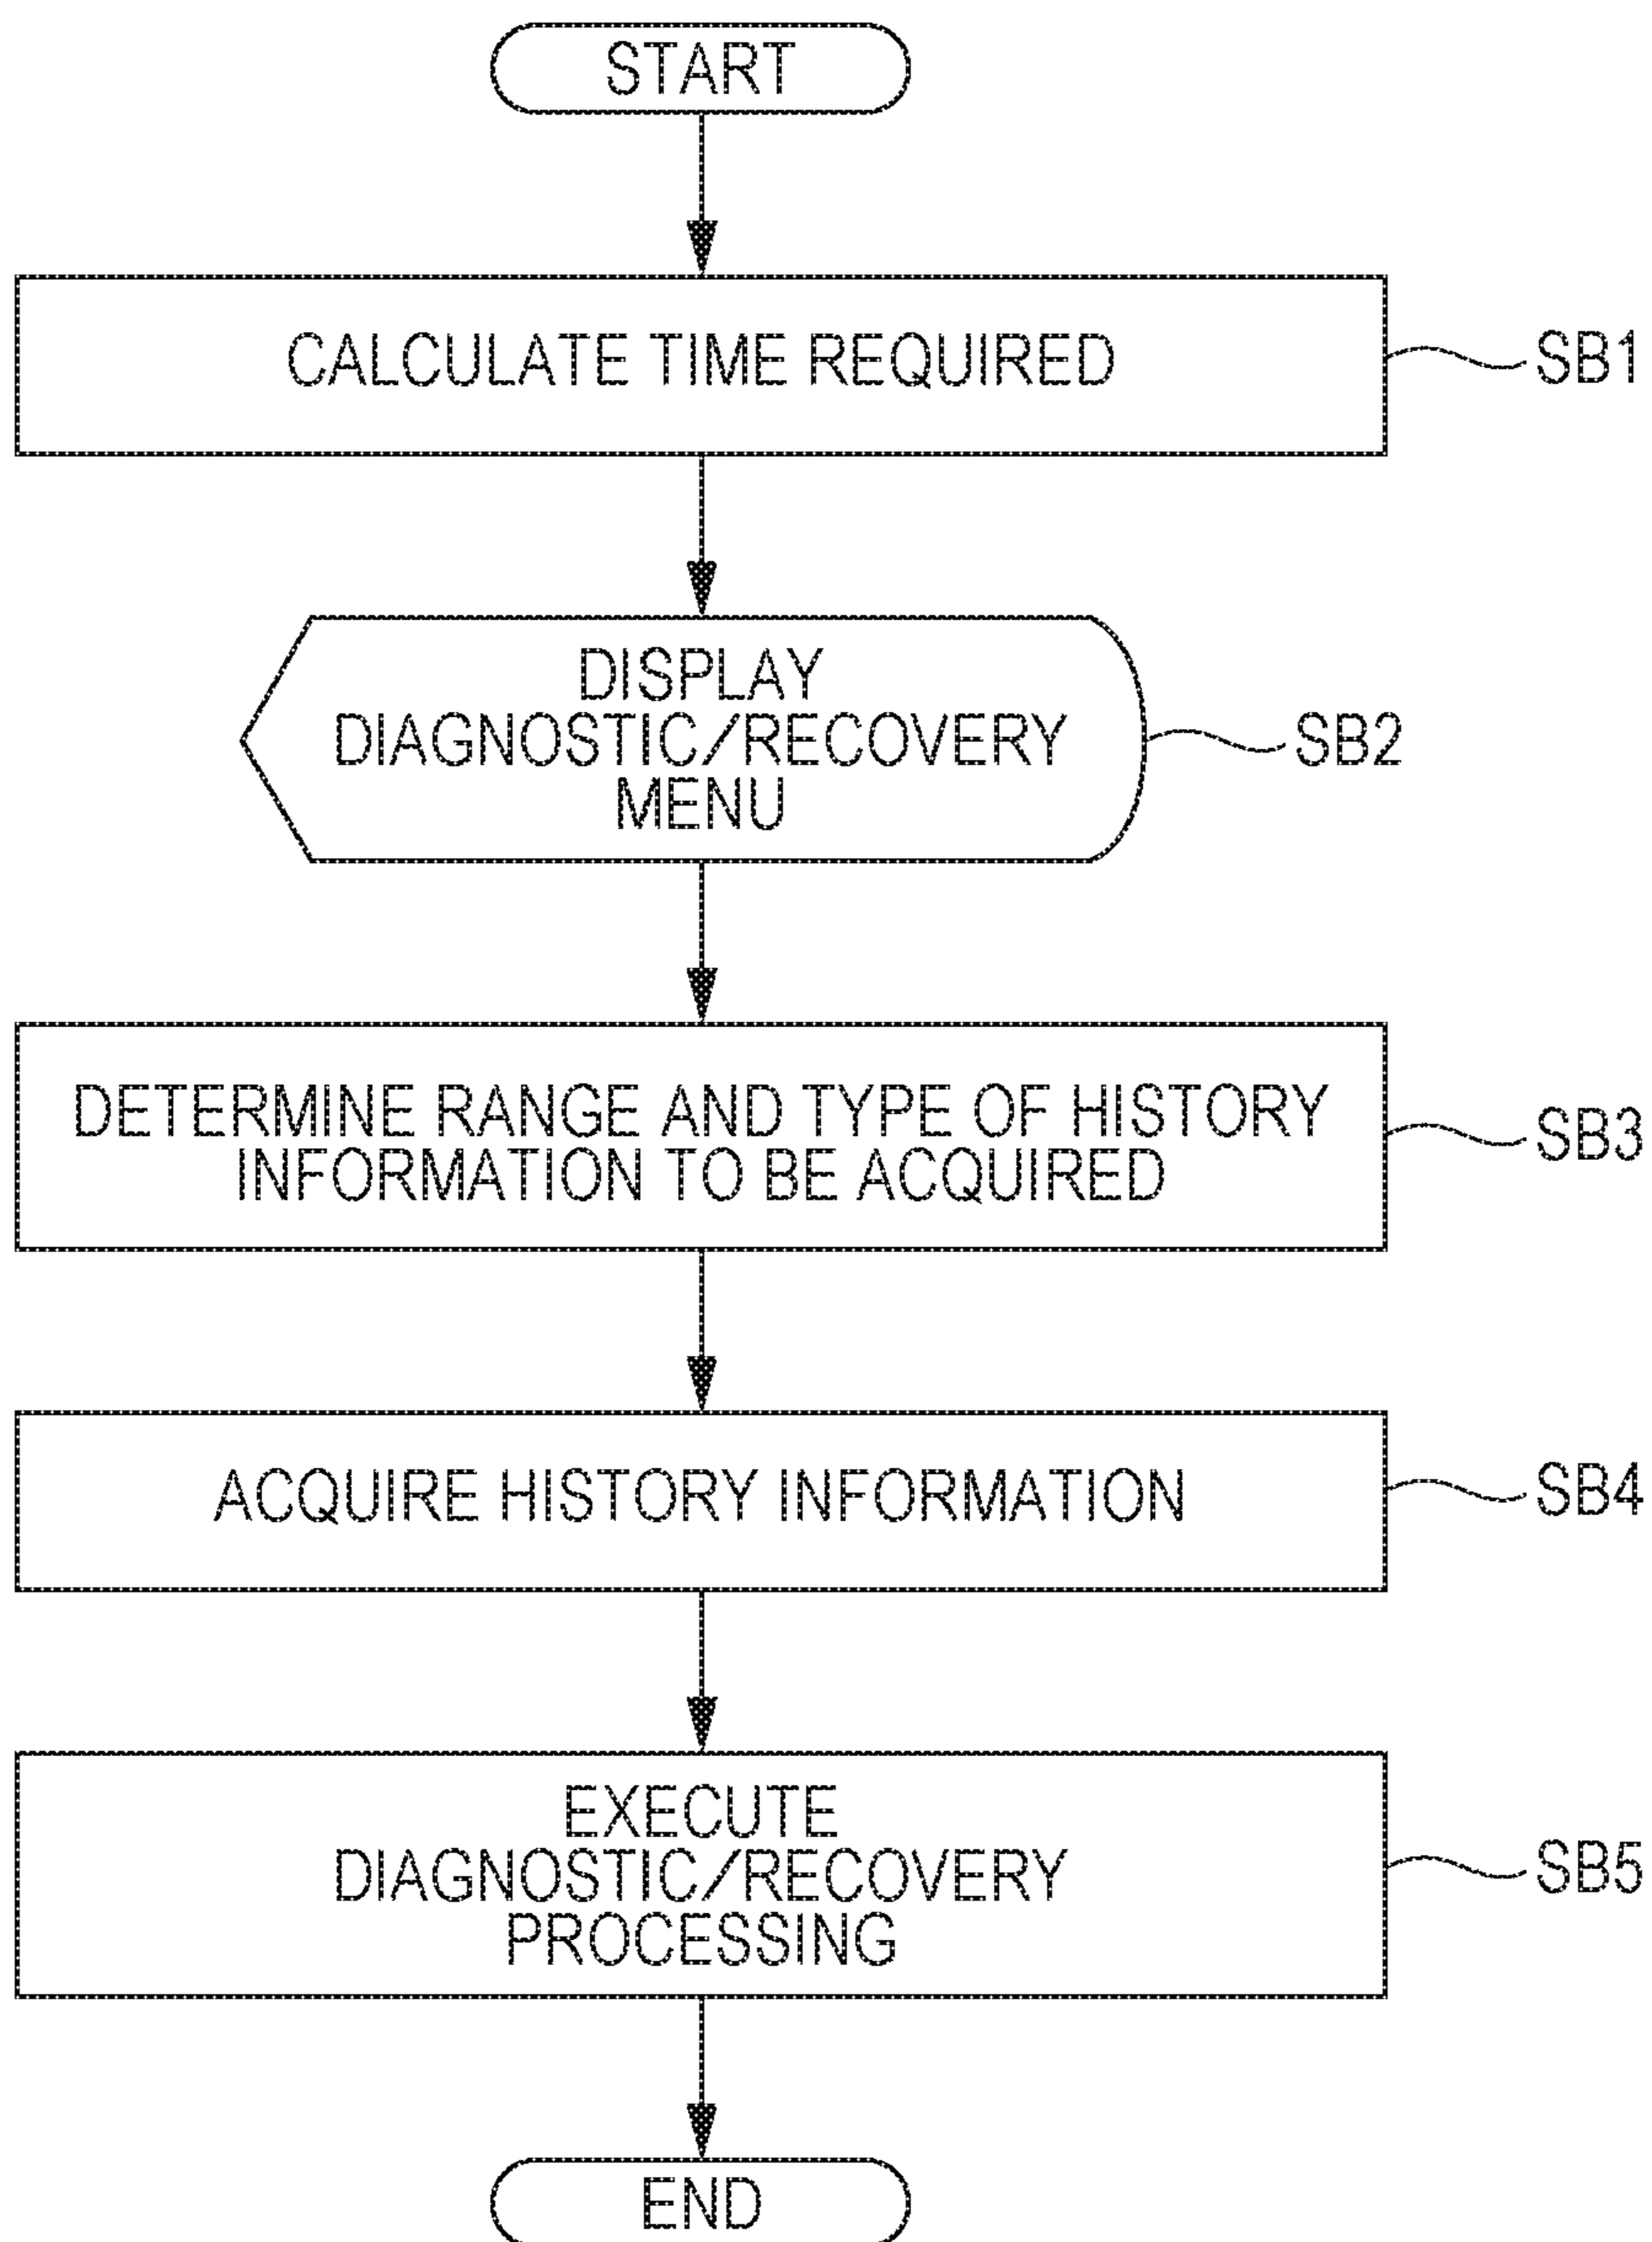 START
CALCULATE TIME REQUIRED
SB1
DISPLAY
DIAGNOSTIC/RECOVERY
MENU
SB2
DETERMINE RANGE AND TYPE OF HISTORY
INFORMATION TO BE ACQUIRED
SB3
ACQUIRE HISTORY INFORMATION
SB4
EXECUTE
DIAGNOSTIC/RECOVERY
PROCESSING
SB5
END